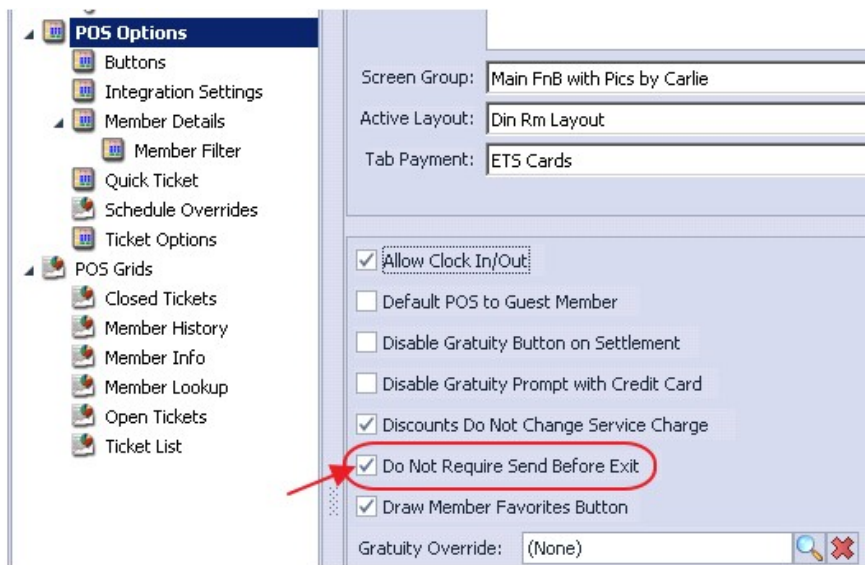 POS Options
Buttons
Integration Settings
Member Details
Member Filter
Quick Ticket
Schedule Overrides
Ticket Options
POS Grids
Closed Tickets
Member History
Member Info
Member Lookup
Open Tickets
Ticket List
Screen Group: Main FnB with Pics by Carlie
Active Layout: Din Rm Layout
Tab Payment: ETS Cards
Allow Clock In/Out
Default POS to Guest Member
Disable Gratuity Button on Settlement
Disable Gratuity Prompt with Credit Card
Discounts Do Not Change Service Charge
Do Not Require Send Before Exit
Draw Member Favorites Button
Gratuity Override: (None)